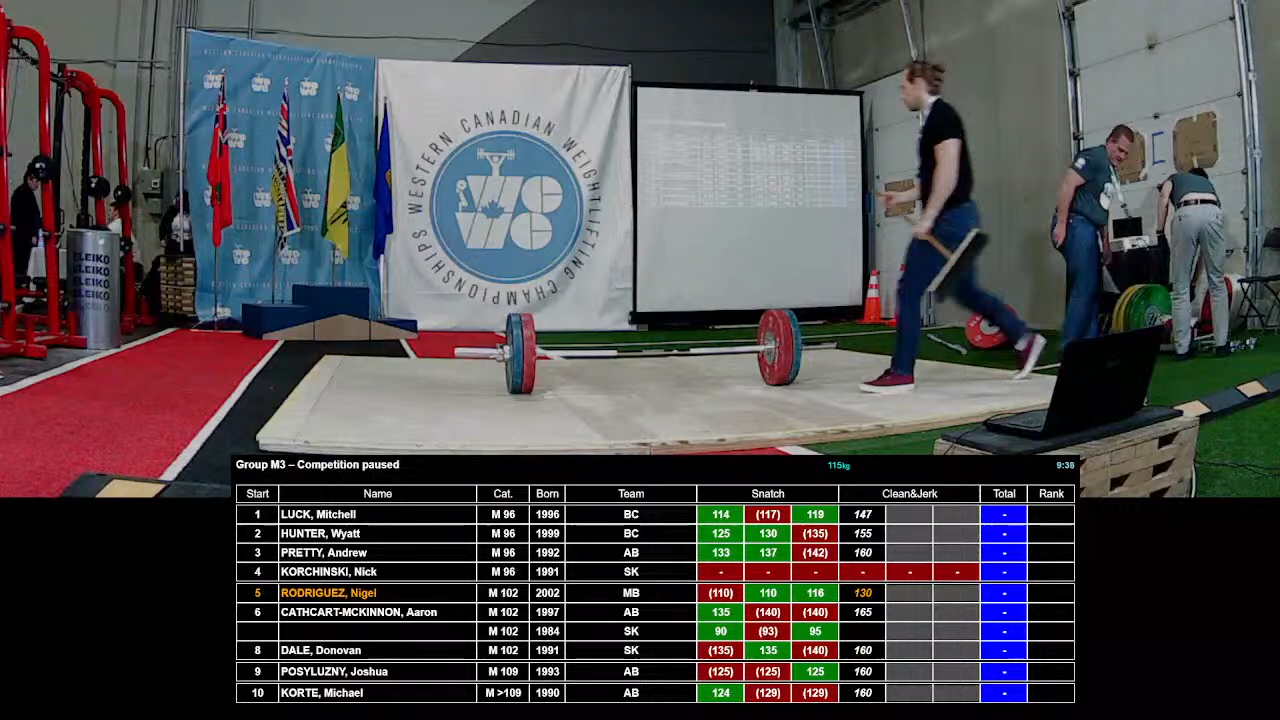 WESTERN CANADIAN WEIGHTLIFTING CHAMPIONSHIPS
WC
WC
ELEIKO
ELEIKO
ELEIKO
ELEIKO
Group M3 – Competition paused 115kg 9:38
Start Name Cat. Born Team Snatch Clean&Jerk Total Rank
1 LUCK, Mitchell M 96 1996 BC 114 (117) 119 147 -
2 HUNTER, Wyatt M 96 1999 BC 125 130 (135) 155 -
3 PRETTY, Andrew M 96 1992 AB 133 137 (142) 160 -
4 KORCHINSKI, Nick M 96 1991 SK - - - - - - -
5 RODRIGUEZ, Nigel M 102 2002 MB (110) 110 116 130 -
6 CATHCART-MCKINNON, Aaron M 102 1997 AB 135 (140) (140) 165 -
M 102 1984 SK 90 (93) 95 -
8 DALE, Donovan M 102 1991 SK (135) 135 (140) 160 -
9 POSYLUZNY, Joshua M 109 1993 AB (125) (125) 125 160 -
10 KORTE, Michael M >109 1990 AB 124 (129) (129) 160 -